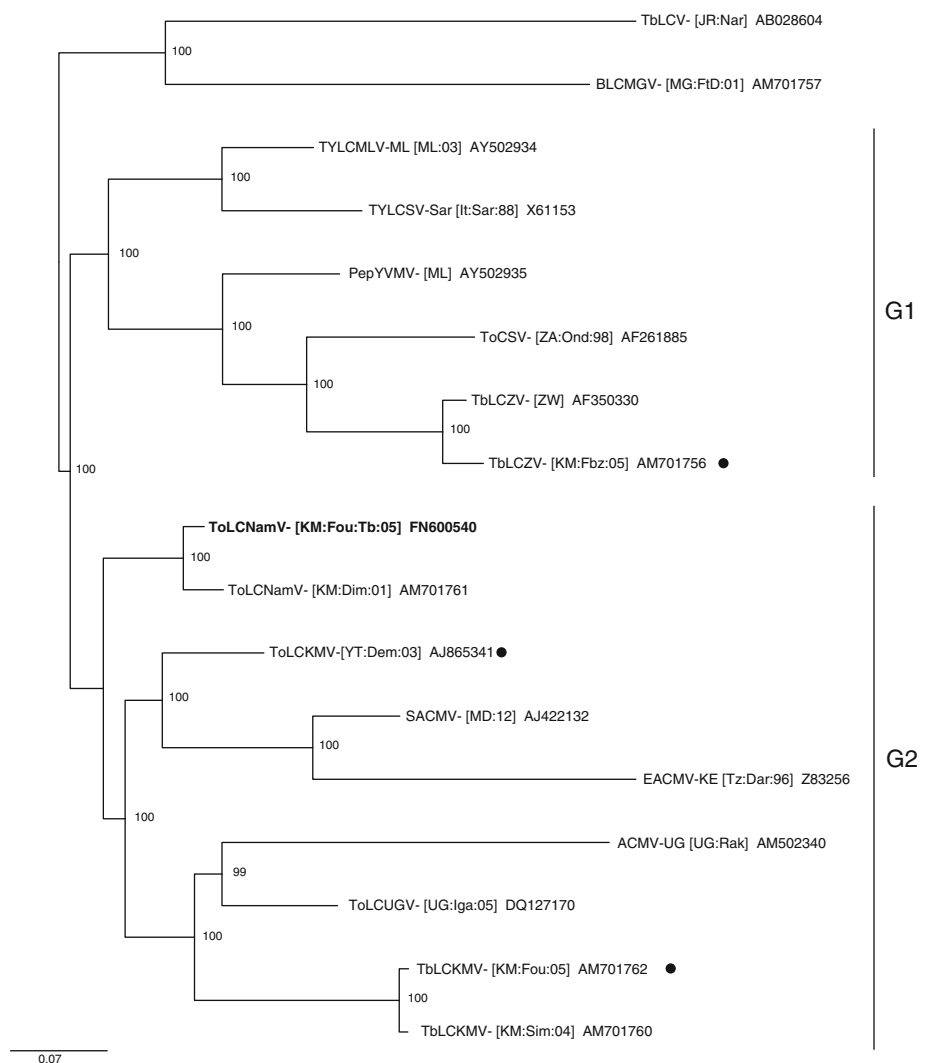 TbLCV- [JR:Nar] AB028604
100
BLCMGV- [MG:FtD:01] AM701757
TYLCMLV-ML [ML:03] AY502934
100
TYLCSV-Sar [It:Sar:88] X61153
100
PepYVMV- [ML] AY502935
G1
100
ToCSV- [ZA:Ond:98] AF261885
100
TbLCZV- [ZW] AF350330
100
TbLCZV- [KM:Fbz:05] AM701756
100
ToLCNamV- [KM:Fou:Tb:05] FN600540
100
ToLCNamV- [KM:Dim:01] AM701761
ToLCKMV-[YT:Dem:03] AJ865341
100
SACMV- [MD:12] AJ422132
100
G2
EACMV-KE [Tz:Dar:96] Z83256
100
ACMV-UG [UG:Rak] AM502340
99
ToLCUGV- [UG:Iga:05] DQ127170
100
TbLCKMV- [KM:Fou:05] AM701762
100
TbLCKMV- [KM:Sim:04] AM701760
0.07